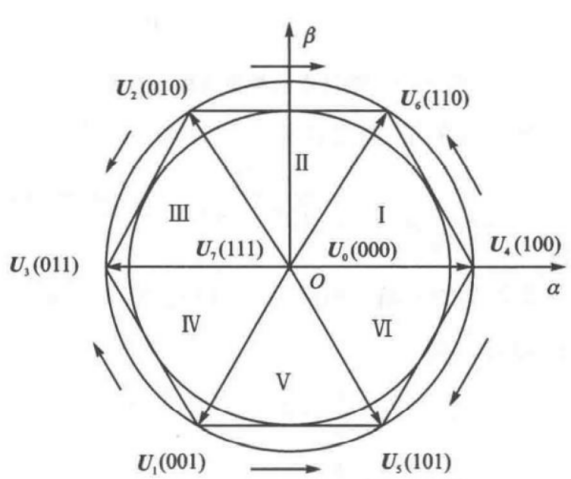 β
U₂(010)
U₆(110)
II
III
I
U₃(011)
U₇(111)
U₀(000)
U₄(100)
O
α
IV
VI
V
U₁(001)
U₅(101)